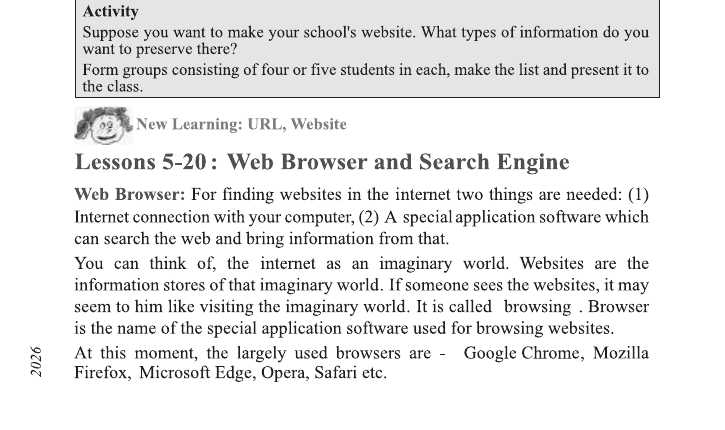 Activity
Suppose you want to make your school's website. What types of information do you
want to preserve there?
Form groups consisting of four or five students in each, make the list and present it to
the class.
New Learning: URL, Website
Lessons 5-20 : Web Browser and Search Engine
Web Browser: For finding websites in the internet two things are needed: (1)
Internet connection with your computer, (2) A special application software which
can search the web and bring information from that.
You can think of, the internet as an imaginary world. Websites are the
information stores of that imaginary world. If someone sees the websites, it may
seem to him like visiting the imaginary world. It is called browsing . Browser
is the name of the special application software used for browsing websites.
At this moment, the largely used browsers are - Google Chrome, Mozilla
Firefox, Microsoft Edge, Opera, Safari etc.
2026